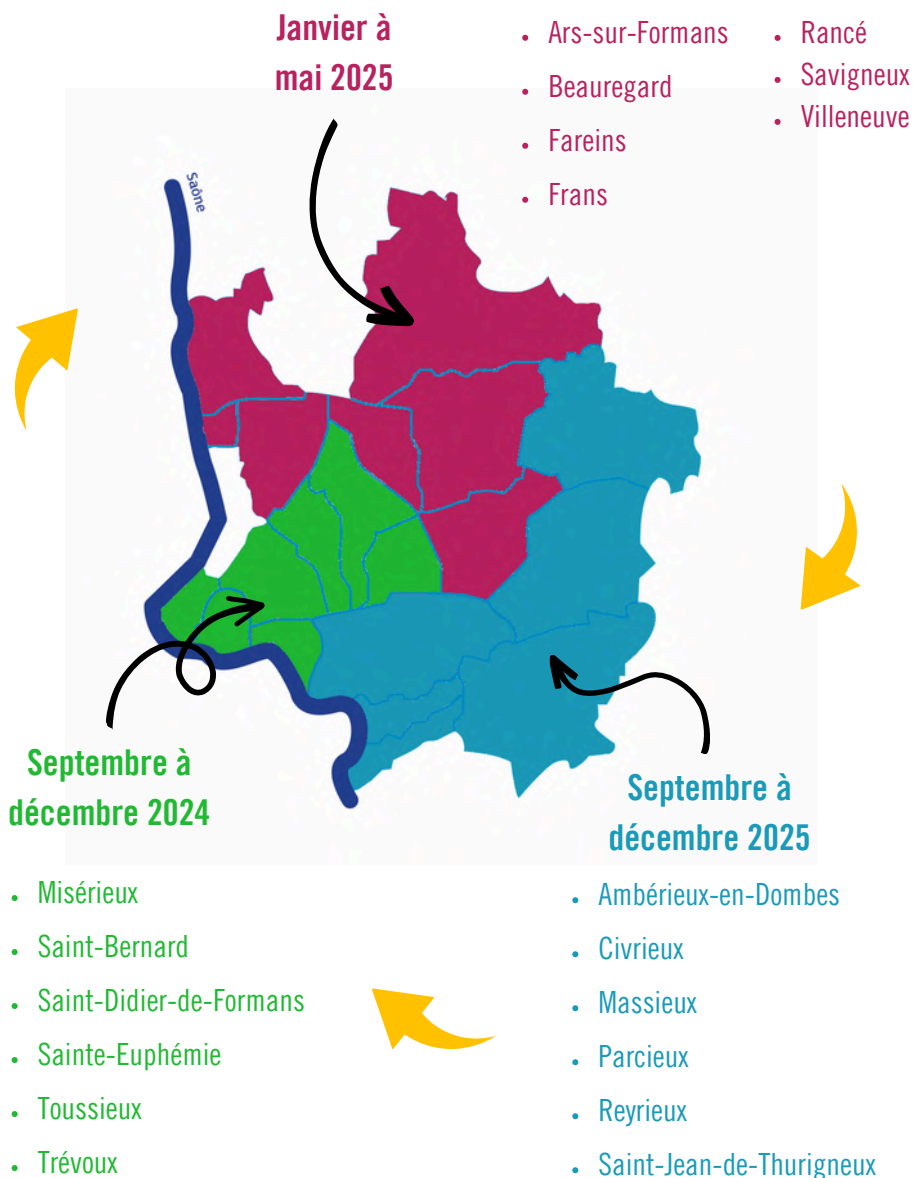 Janvier à
mai 2025
Ars-sur-Formans
Beauregard
Fareins
Frans
Rancé
Savigneux
Villeneuve
Saône
Septembre à
décembre 2024
Misérieux
Saint-Bernard
Saint-Didier-de-Formans
Sainte-Euphémie
Toussieux
Trévoux
Septembre à
décembre 2025
Ambérieux-en-Dombes
Civrieux
Massieux
Parcieux
Reyrieux
Saint-Jean-de-Thurigneux